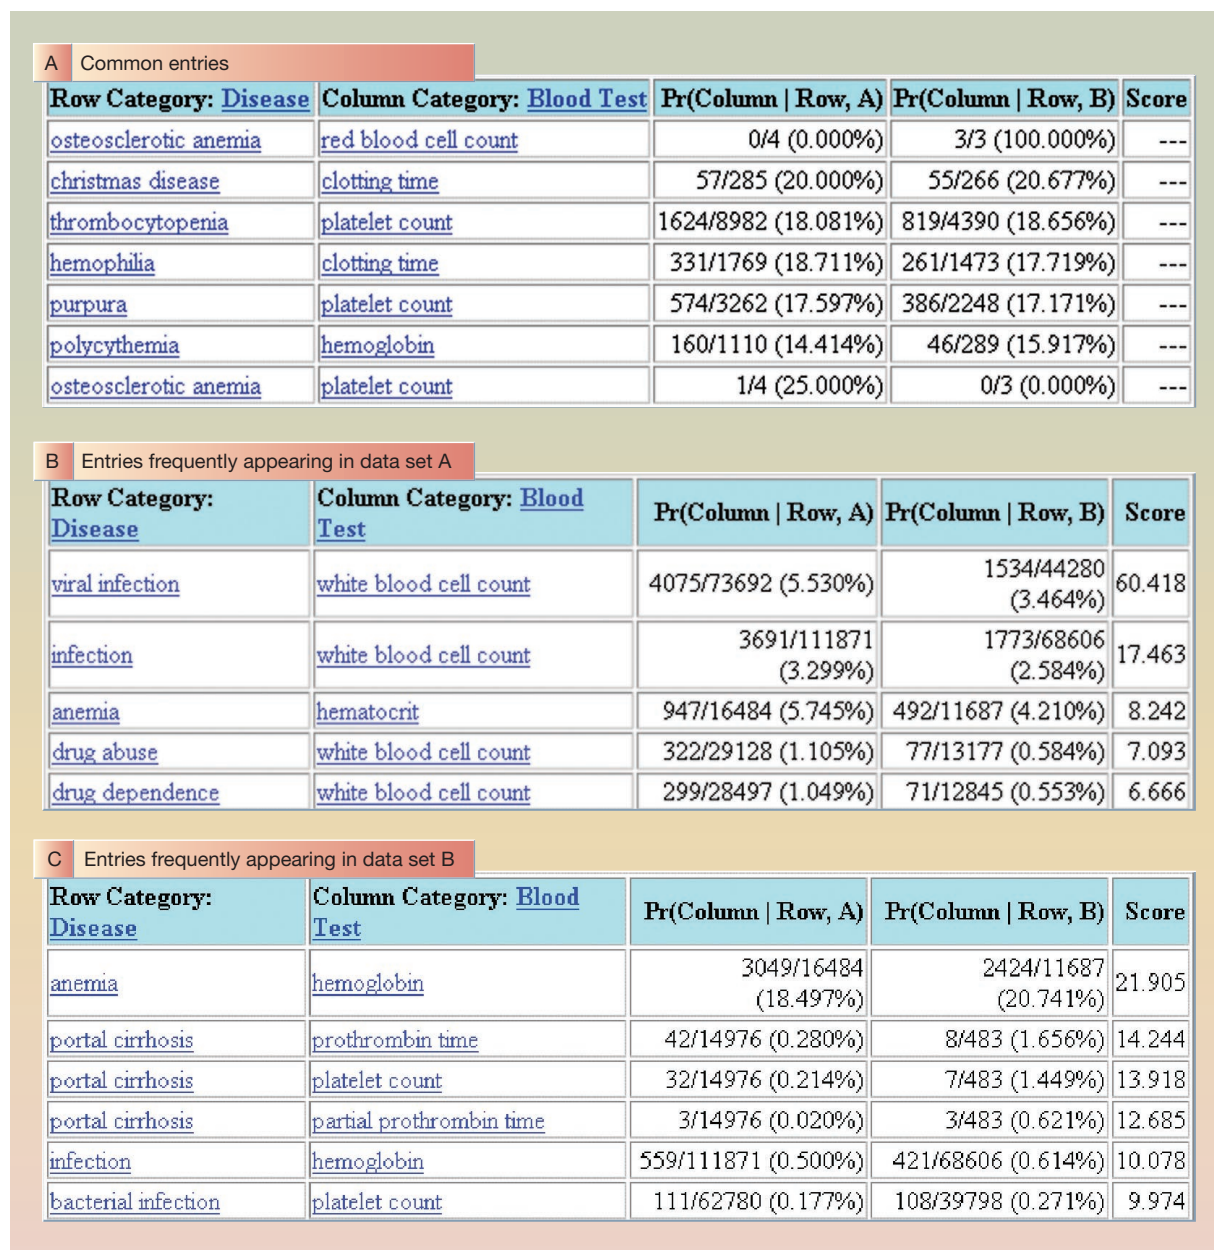 A Common entries
Row Category: Disease Column Category: Blood Test Pr(Column | Row, A) Pr(Column | Row, B) Score
osteosclerotic anemia red blood cell count 0/4 (0.000%) 3/3 (100.000%) ---
christmas disease clotting time 57/285 (20.000%) 55/266 (20.677%) ---
thrombocytopenia platelet count 1624/8982 (18.081%) 819/4390 (18.656%) ---
hemophilia clotting time 331/1769 (18.711%) 261/1473 (17.719%) ---
purpura platelet count 574/3262 (17.597%) 386/2248 (17.171%) ---
polycythemia hemoglobin 160/1110 (14.414%) 46/289 (15.917%) ---
osteosclerotic anemia platelet count 1/4 (25.000%) 0/3 (0.000%) ---
B Entries frequently appearing in data set A
Row Category: Column Category: Blood
Disease Test Pr(Column | Row, A) Pr(Column | Row, B) Score
viral infection white blood cell count 4075/73692 (5.530%) 1534/44280 60.418
(3.464%)
infection white blood cell count 3691/111871 1773/68606 17.463
(3.299%) (2.584%)
anemia hematocrit 947/16484 (5.745%) 492/11687 (4.210%) 8.242
drug abuse white blood cell count 322/29128 (1.105%) 77/13177 (0.584%) 7.093
drug dependence white blood cell count 299/28497 (1.049%) 71/12845 (0.553%) 6.666
C Entries frequently appearing in data set B
Row Category: Column Category: Blood
Disease Test Pr(Column | Row, A) Pr(Column | Row, B) Score
anemia hemoglobin 3049/16484 2424/11687 21.905
(18.497%) (20.741%)
portal cirrhosis prothrombin time 42/14976 (0.280%) 8/483 (1.656%) 14.244
portal cirrhosis platelet count 32/14976 (0.214%) 7/483 (1.449%) 13.918
portal cirrhosis partial prothrombin time 3/14976 (0.020%) 3/483 (0.621%) 12.685
infection hemoglobin 559/111871 (0.500%) 421/68606 (0.614%) 10.078
bacterial infection platelet count 111/62780 (0.177%) 108/39798 (0.271%) 9.974